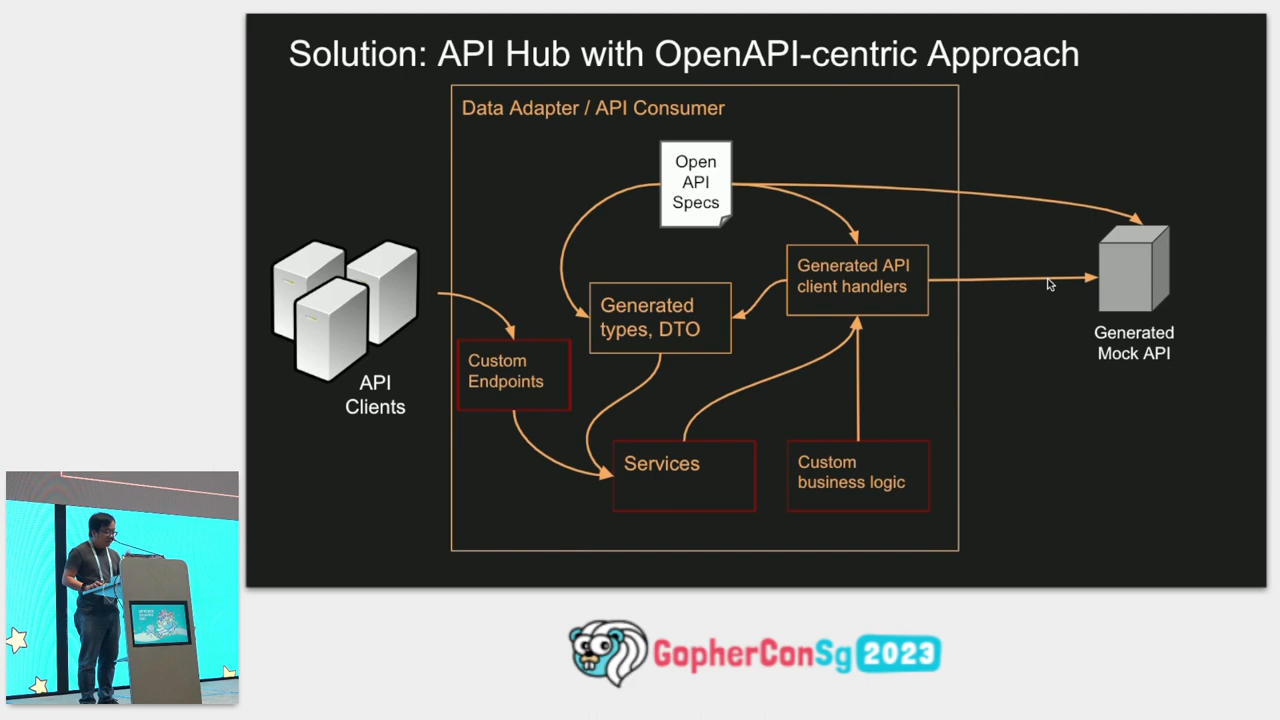 Solution: API Hub with OpenAPI-centric Approach
Data Adapter / API Consumer
Open
API
Specs
Generated API
client handlers
Generated
types, DTO
Custom
Endpoints
API
Clients
Generated
Mock API
Services
Custom
business logic
GopherConSg 2023